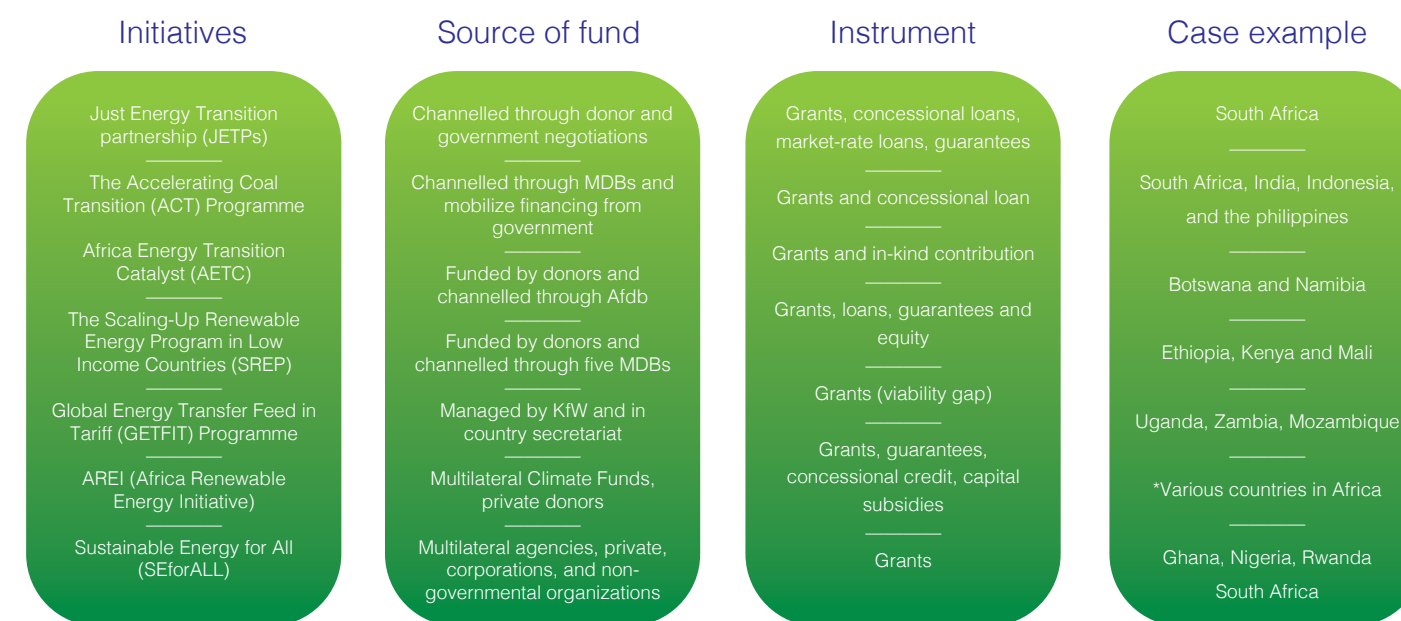 Initiatives
Just Energy Transition
partnership (JETPs)
The Accelerating Coal
Transition (ACT) Programme
Africa Energy Transition
Catalyst (AETC)
The Scaling-Up Renewable
Energy Program in Low
Income Countries (SREP)
Global Energy Transfer Feed in
Tariff (GETFIT) Programme
AREI (Africa Renewable
Energy Initiative)
Sustainable Energy for All
(SEforALL)
Source of fund
Channelled through donor and
government negotiations
Channelled through MDBs and
mobilize financing from
government
Funded by donors and
channelled through Afdb
Funded by donors and
channelled through five MDBs
Managed by KfW and in
country secretariat
Multilateral Climate Funds,
private donors
Multilateral agencies, private,
corporations, and non-
governmental organizations
Instrument
Grants, concessional loans,
market-rate loans, guarantees
Grants and concessional loan
Grants and in-kind contribution
Grants, loans, guarantees and
equity
Grants (viability gap)
Grants, guarantees,
concessional credit, capital
subsidies
Grants
Case example
South Africa
South Africa, India, Indonesia,
and the philippines
Botswana and Namibia
Ethiopia, Kenya and Mali
Uganda, Zambia, Mozambique
*Various countries in Africa
Ghana, Nigeria, Rwanda
South Africa